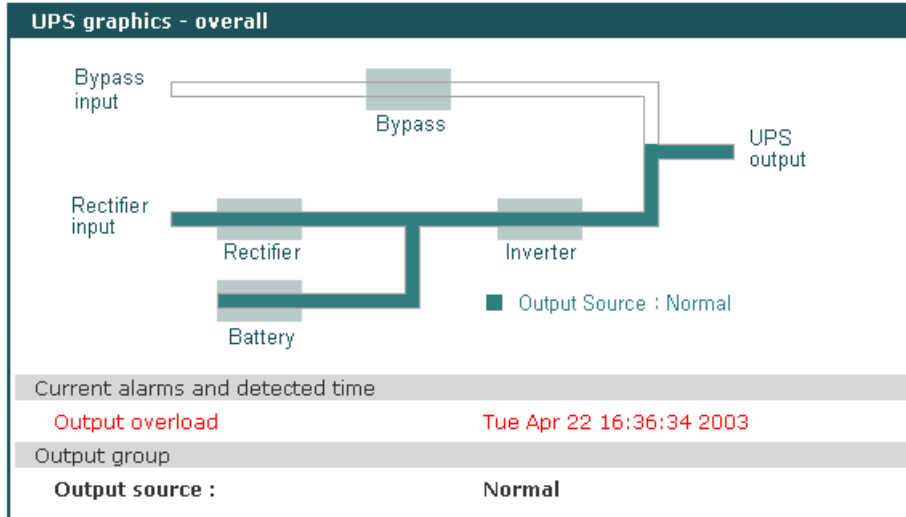 UPS graphics - overall
Bypass
input
Bypass
UPS
output
Rectifier
input
Rectifier
Inverter
Output Source : Normal
Battery
Current alarms and detected time
Output overload Tue Apr 22 16:36:34 2003
Output group
Output source : Normal